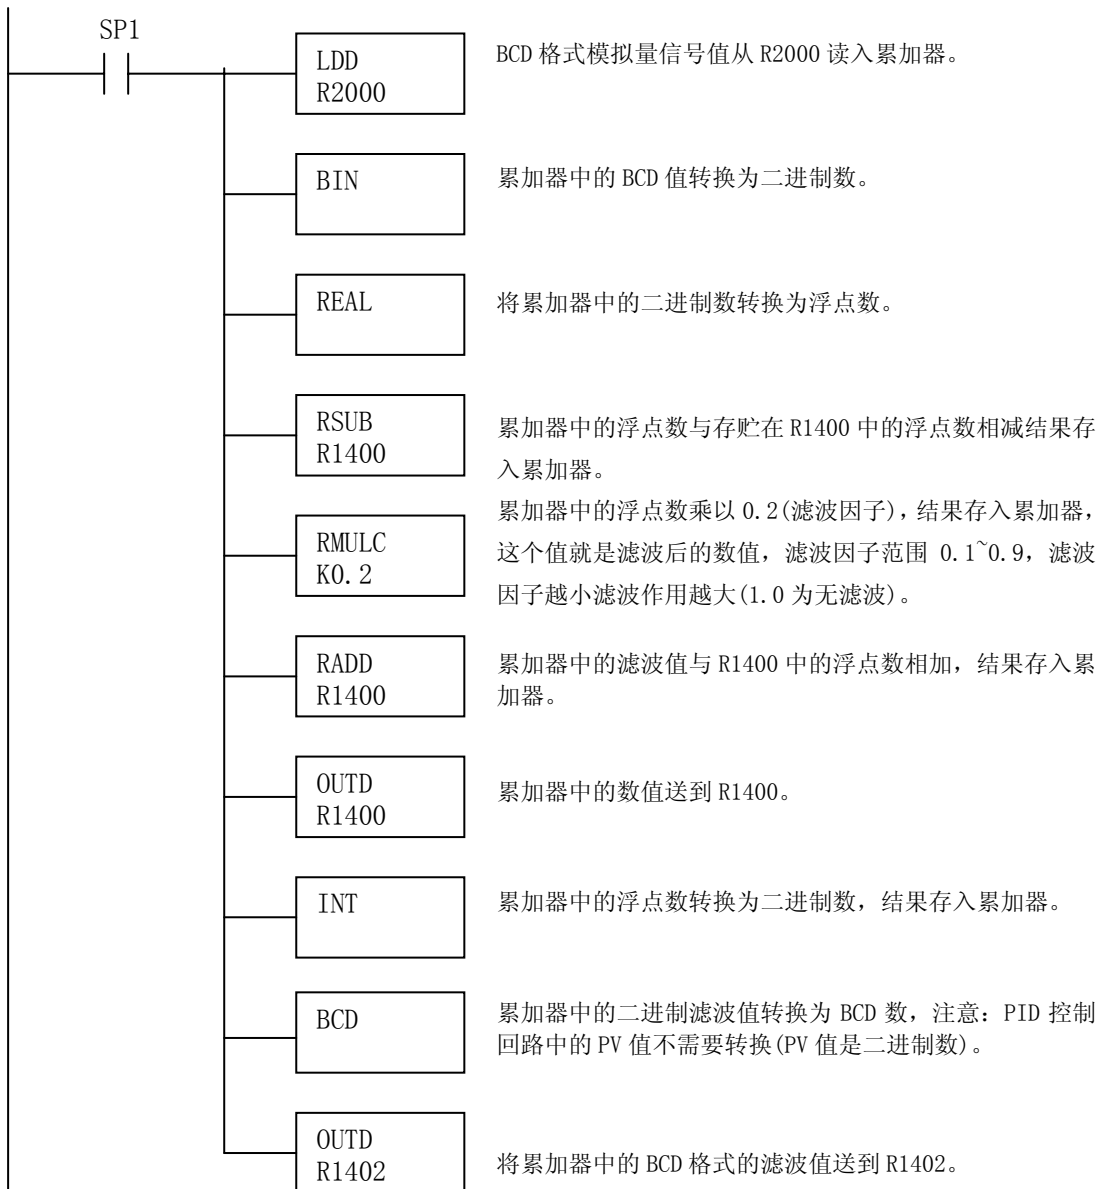 SP1
LDD
R2000
BCD 格式模拟量信号值从 R2000 读入累加器。
BIN
累加器中的 BCD 值转换为二进制数。
REAL
将累加器中的二进制数转换为浮点数。
RSUB
R1400
累加器中的浮点数与存贮在 R1400 中的浮点数相减结果存
入累加器。
RMULC
K0.2
累加器中的浮点数乘以 0.2(滤波因子),结果存入累加器,
这个值就是滤波后的数值，滤波因子范围 0.1~0.9，滤波
因子越小滤波作用越大(1.0 为无滤波)。
RADD
R1400
累加器中的滤波值与 R1400 中的浮点数相加，结果存入累
加器。
OUTD
R1400
累加器中的数值送到 R1400。
INT
累加器中的浮点数转换为二进制数，结果存入累加器。
BCD
累加器中的二进制滤波值转换为 BCD 数，注意：PID 控制
回路中的 PV 值不需要转换(PV 值是二进制数)。
OUTD
R1402
将累加器中的 BCD 格式的滤波值送到 R1402。